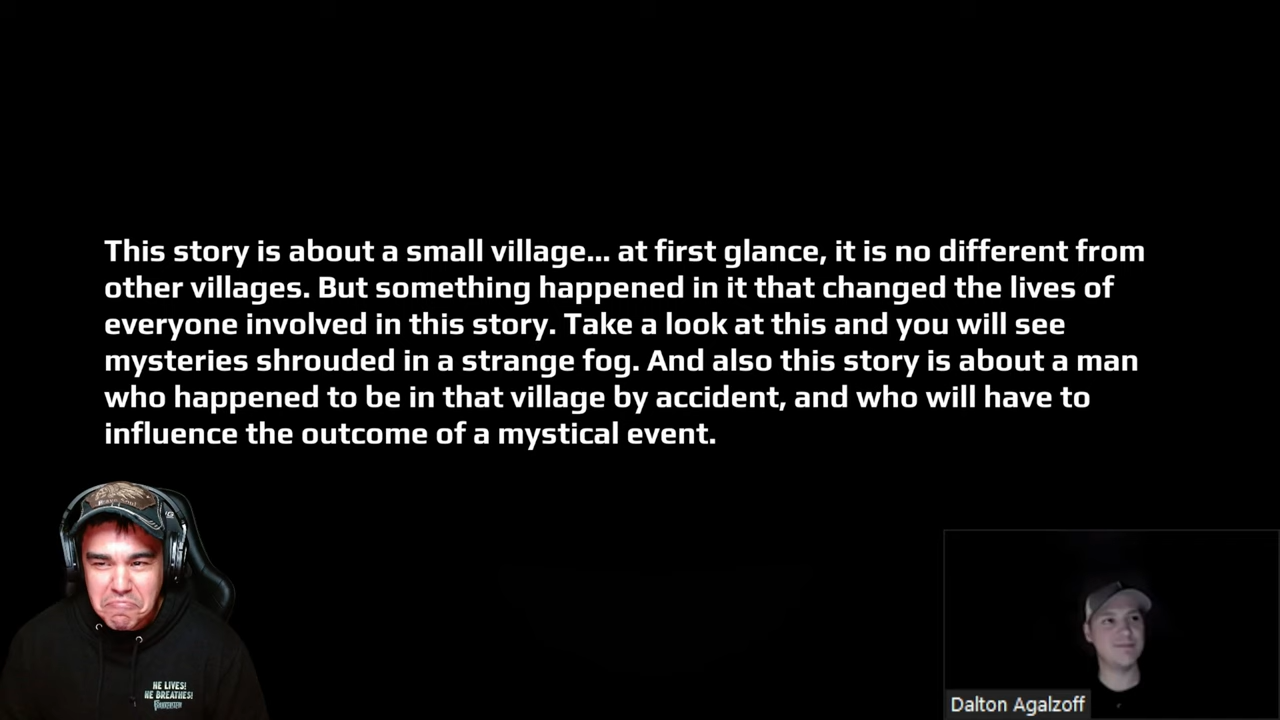 This story is about a small village... at first glance, it is no different from
other villages. But something happened in it that changed the lives of
everyone involved in this story. Take a look at this and you will see
mysteries shrouded in a strange fog. And also this story is about a man
who happened to be in that village by accident, and who will have to
influence the outcome of a mystical event.
HE LIVES!
HE BREATHES!
Dalton Agalzoff